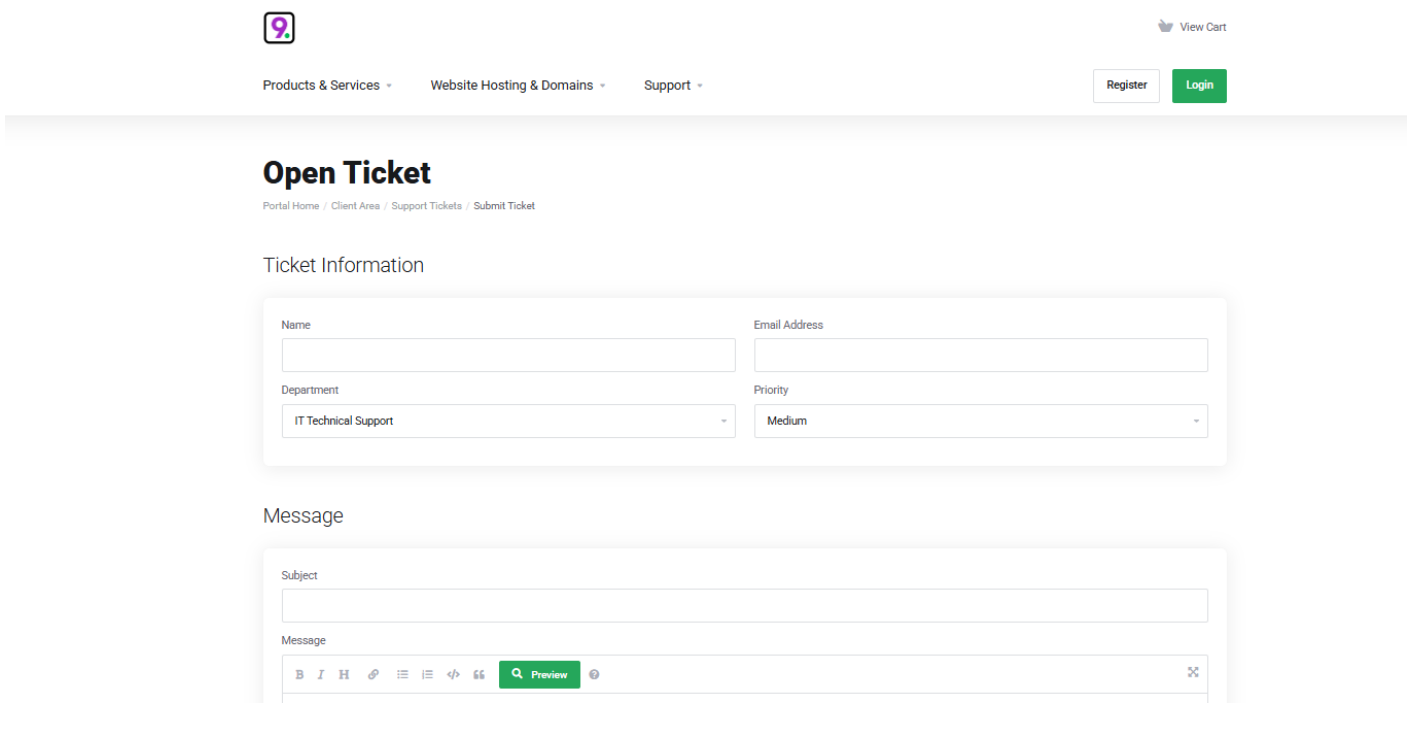 9.
View Cart
Products & Services
Website Hosting & Domains
Support
Register
Login
Open Ticket
Portal Home / Client Area / Support Tickets / Submit Ticket
Ticket Information
Name
Email Address
Department
Priority
IT Technical Support
Medium
Message
Subject
Message
B I H
Preview